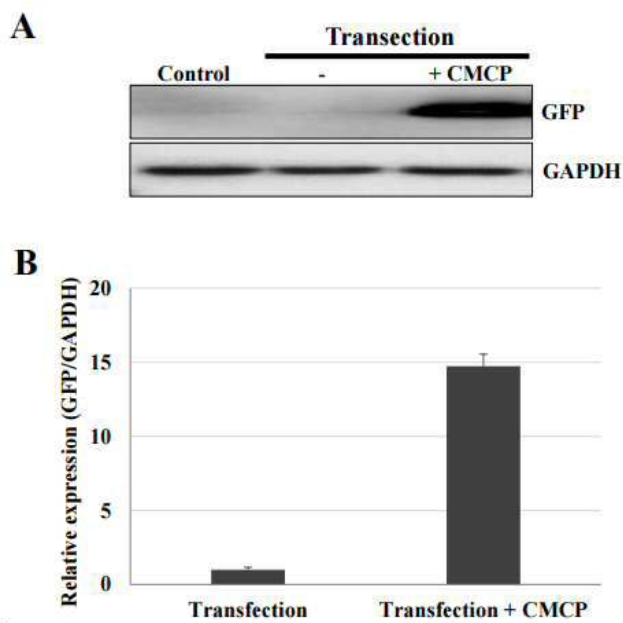 A
Transection
Control - + CMCP
GFP
GAPDH
B
Relative expression (GFP/GAPDH)
20
15
10
5
0
Transfection Transfection + CMCP